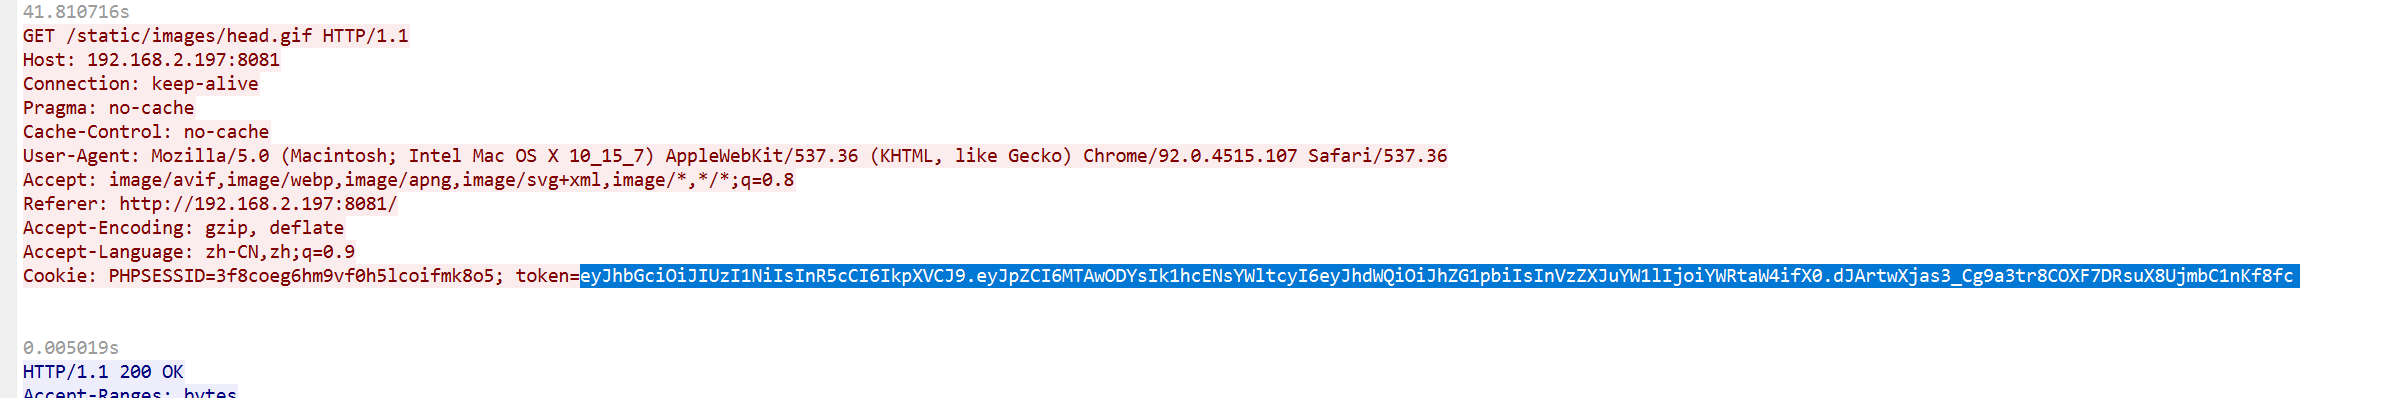 41.810716s
GET /static/images/head.gif HTTP/1.1
Host: 192.168.2.197:8081
Connection: keep-alive
Pragma: no-cache
Cache-Control: no-cache
User-Agent: Mozilla/5.0 (Macintosh; Intel Mac OS X 10_15_7) AppleWebKit/537.36 (KHTML, like Gecko) Chrome/92.0.4515.107 Safari/537.36
Accept: image/avif,image/webp,image/apng,image/svg+xml,image/*,*/*;q=0.8
Referer: http://192.168.2.197:8081/
Accept-Encoding: gzip, deflate
Accept-Language: zh-CN,zh;q=0.9
Cookie: PHPSESSID=3f8coeg6hm9vf0h5lcoifmk8o5; token=eyJhbGciOiJIUzI1NiIsInR5cCI6IkpXVCJ9.eyJpZCI6MTAwODYsIk1hcENsYWltcyI6eyJhdWQiOiJhZG1pbiIsInVzZXJuYW1lIjoiYWRtaW4ifX0.dJArtwXjas3_Cg9a3tr8COXF7DRsuX8UjmbC1nKf8fc
0.005019s
HTTP/1.1 200 OK
Accept-Ranges: bytes